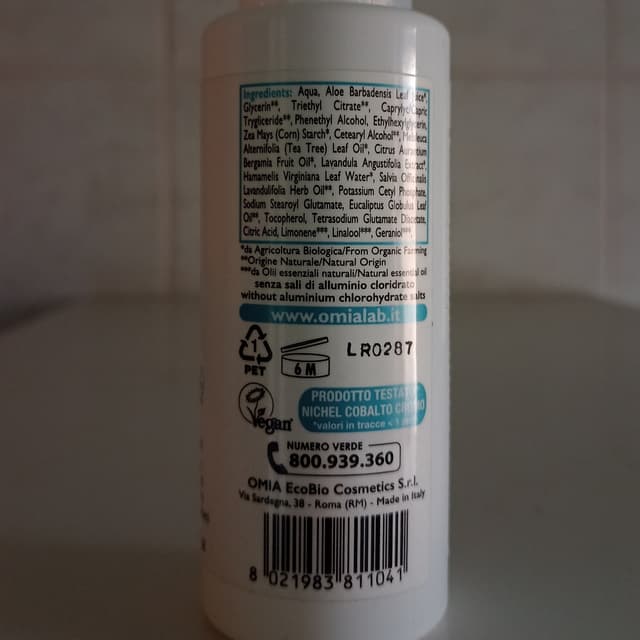 Ingredients: Aqua, Aloe Barbadensis Leaf Juice*,
Glycerin**, Triethyl Citrate**, Caprylic/Capric
Trygliceride**, Phenethyl Alcohol, Ethylhexylglycerin,
Zea Mays (Corn) Starch*, Cetearyl Alcohol**, Melaleuca
Alternifolia (Tea Tree) Leaf Oil*, Citrus Aurantium
Bergamia Fruit Oil*, Lavandula Angustifolia Extract*,
Hamamelis Virginiana Leaf Water*, Salvia Officinalis
Lavandulifolia Herb Oil**, Potassium Cetyl Phosphate,
Sodium Stearoyl Glutamate, Eucaliptus Globulus Leaf
Oil**, Tocopherol, Tetrasodium Glutamate Diacetate,
Citric Acid, Limonene***, Linalool***, Geraniol***.
*da Agricoltura Biologica/From Organic Farming
**Origine Naturale/Natural Origin
***da Olii essenziali naturali/Natural essential oil
senza sali di alluminio cloridrato
without aluminium chlorohydrate salts
www.omialab.it
1
PET
6 M
LR0287
Vegan
PRODOTTO TESTATO
NICHEL COBALTO CROMO
*valori in tracce <
NUMERO VERDE
800.939.360
OMIA EcoBio Cosmetics S.r.l.
Via Sardegna, 38 - Roma (RM) - Made in Italy
8 021983 811041